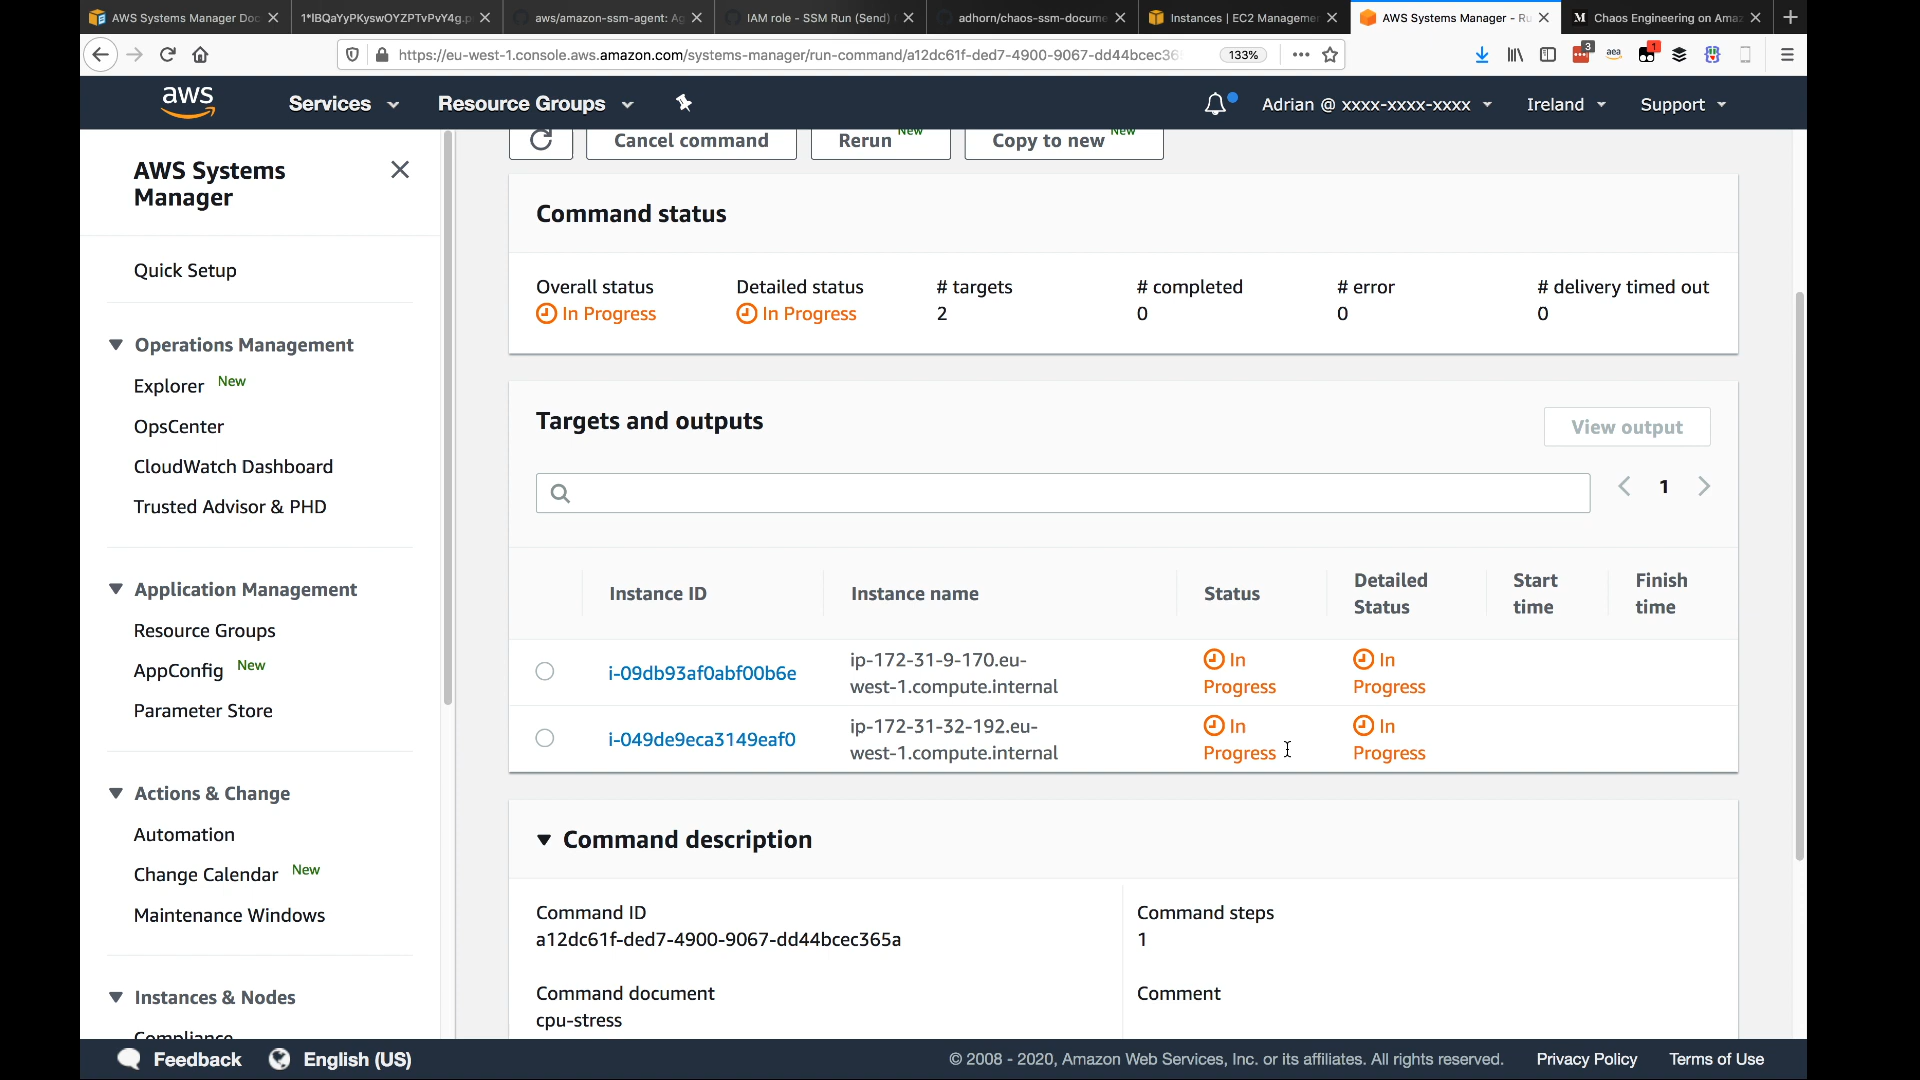 AWS Systems Manager Doc
1*IBQaYyPKyswOYZPTvPvY4g.p
aws/amazon-ssm-agent: Ag
IAM role - SSM Run (Send)
adhorn/chaos-ssm-docume
Instances | EC2 Manageme
AWS Systems Manager - Ru
Chaos Engineering on Amaz
https://eu-west-1.console.aws.amazon.com/systems-manager/run-command/a12dc61f-ded7-4900-9067-dd44bcec36
133%
3
aea
1
aws
Services
Resource Groups
Adrian @ xxxx-xxxx-xxxx
Ireland
Support
AWS Systems
Manager
Quick Setup
Operations Management
Explorer New
OpsCenter
CloudWatch Dashboard
Trusted Advisor & PHD
Application Management
Resource Groups
AppConfig New
Parameter Store
Actions & Change
Automation
Change Calendar New
Maintenance Windows
Instances & Nodes
Compliance
Cancel command
Rerun New
Copy to new New
Command status
Overall status
In Progress
Detailed status
In Progress
# targets
2
# completed
0
# error
0
# delivery timed out
0
Targets and outputs
View output
1
Instance ID
Instance name
Status
Detailed
Status
Start
time
Finish
time
i-09db93af0abf00b6e
ip-172-31-9-170.eu-
west-1.compute.internal
In
Progress
In
Progress
i-049de9eca3149eaf0
ip-172-31-32-192.eu-
west-1.compute.internal
In
Progress
In
Progress
Command description
Command ID
a12dc61f-ded7-4900-9067-dd44bcec365a
Command steps
1
Command document
cpu-stress
Comment
Feedback
English (US)
© 2008 - 2020, Amazon Web Services, Inc. or its affiliates. All rights reserved.
Privacy Policy
Terms of Use